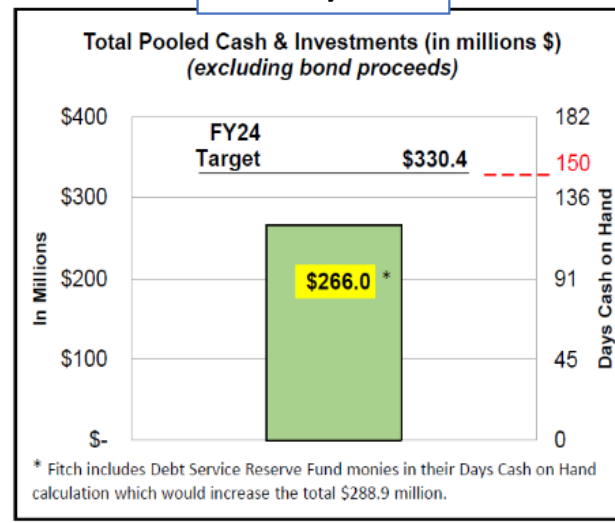 Total Pooled Cash & Investments (in millions $)
(excluding bond proceeds)
$400
182
FY24
Target
$330.4
150
$300
136
In Millions
Days Cash on Hand
$266.0 *
$200
91
$100
45
$-
0
* Fitch includes Debt Service Reserve Fund monies in their Days Cash on Hand
calculation which would increase the total $288.9 million.